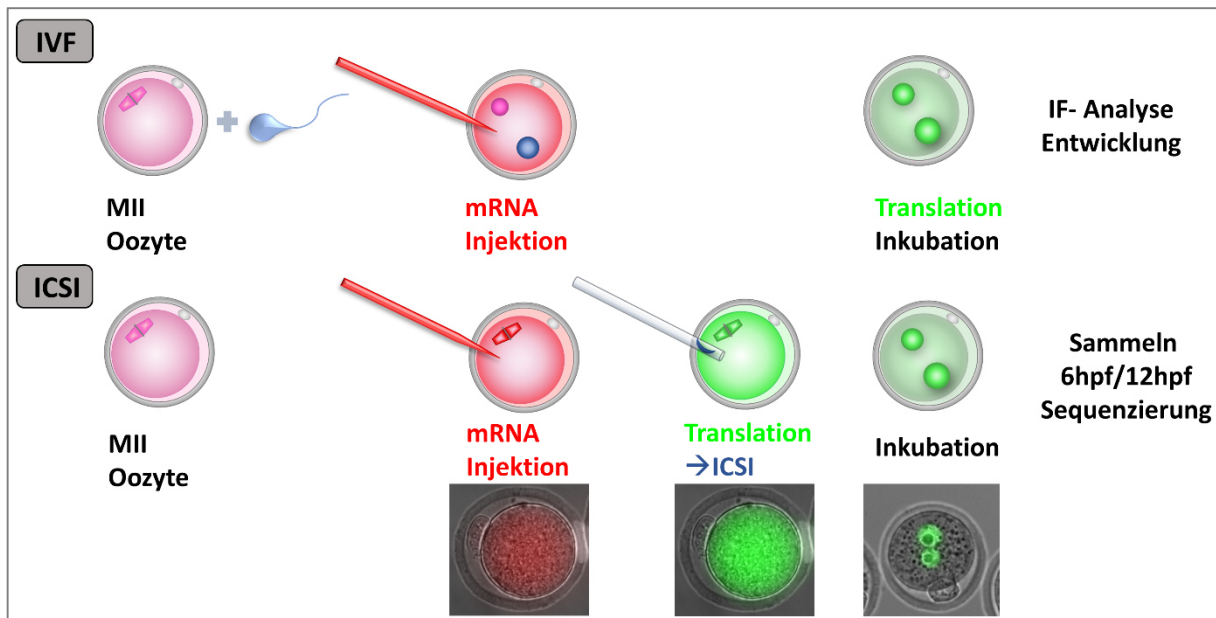 IVF
MII
Oozyte
mRNA
Injektion
Translation
Inkubation
IF- Analyse
Entwicklung
ICSI
MII
Oozyte
mRNA
Injektion
Translation
→ICSI
Inkubation
Sammeln
6hpf/12hpf
Sequenzierung